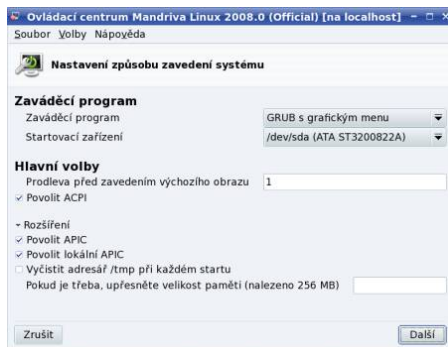 Ovládací centrum Mandriva Linux 2008.0 (Official) [na localhost]
Soubor Volby Nápověda
Nastavení způsobu zavedení systému
Zaváděcí program
Zaváděcí program GRUB s grafickým menu
Startovací zařízení /dev/sda (ATA ST3200822A)
Hlavní volby
Prodleva před zavedením výchozího obrazu 1
Povolit ACPI
Rozšíření
Povolit APIC
Povolit lokální APIC
Vyčistit adresář /tmp při každém startu
Pokud je třeba, upřesněte velikost paměti (nalezeno 256 MB)
Zrušit Další